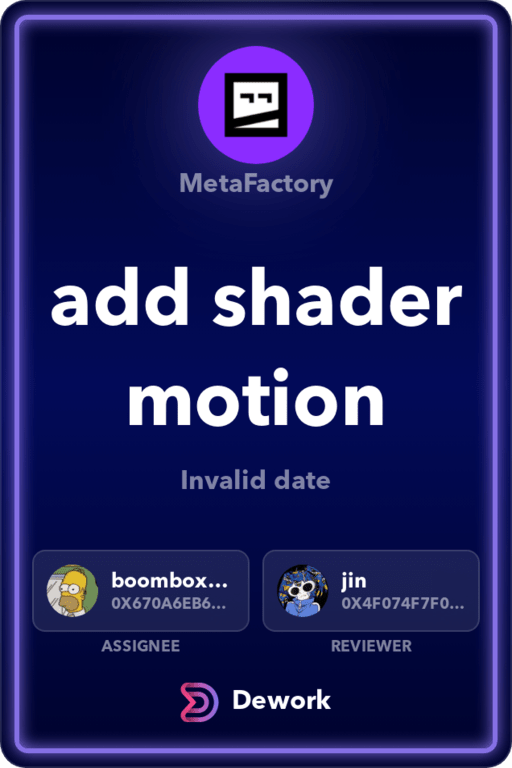 MetaFactory
add shader
motion
Invalid date
boombox...
0X670A6EB6...
jin
0X4F074F7F0...
ASSIGNEE
REVIEWER
Dework